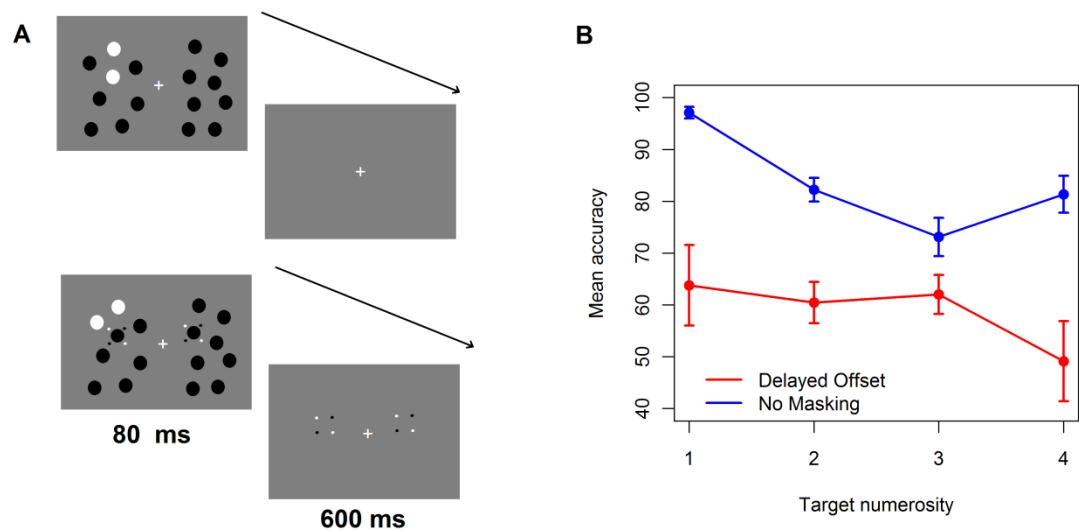 A
80 ms
600 ms
B
Mean accuracy
100
90
80
70
60
50
40
Delayed Offset
No Masking
1 2 3 4
Target numerosity